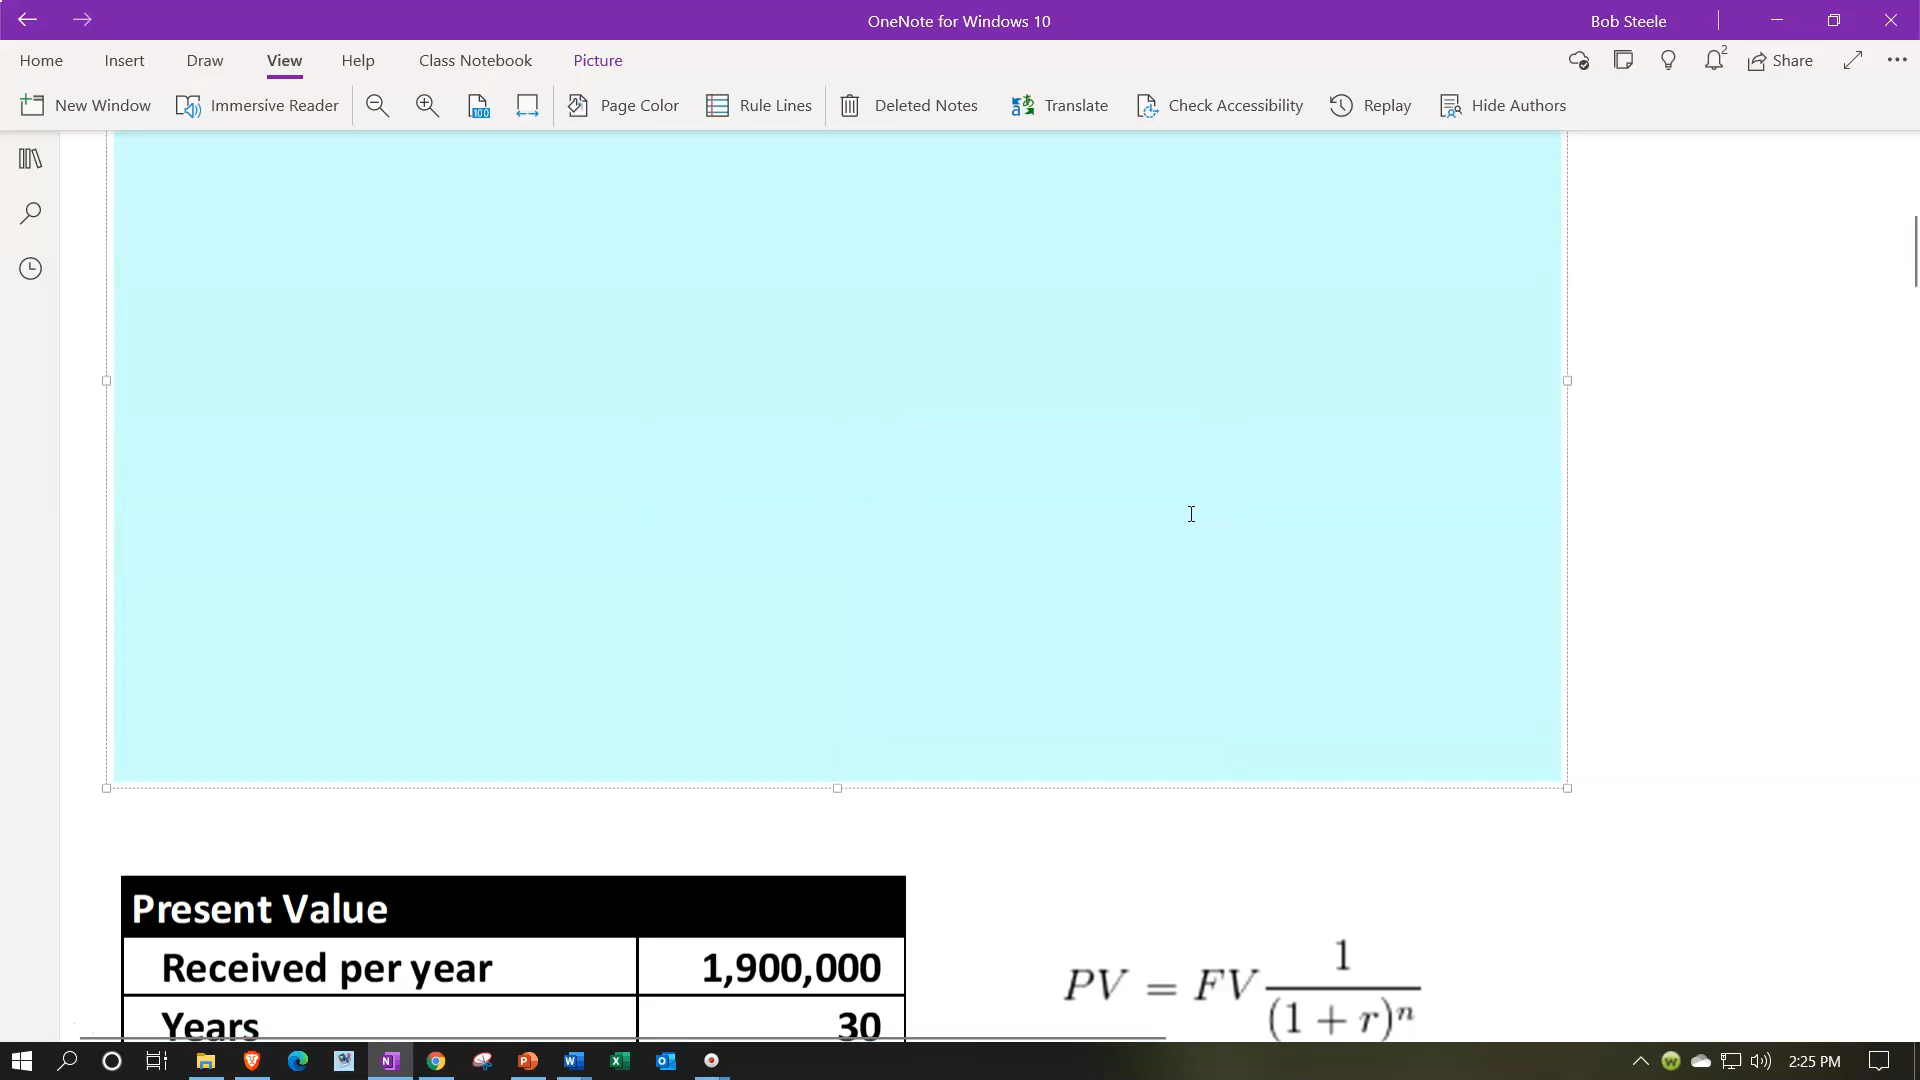 OneNote for Windows 10
Bob Steele
Home Insert Draw View Help Class Notebook Picture
2 Share
New Window Immersive Reader 100 Page Color Rule Lines Deleted Notes Translate Check Accessibility Replay Hide Authors
Present Value
Received per year 1,900,000
Years 30
PV = FV 1/(1 + r)^n
2:25 PM